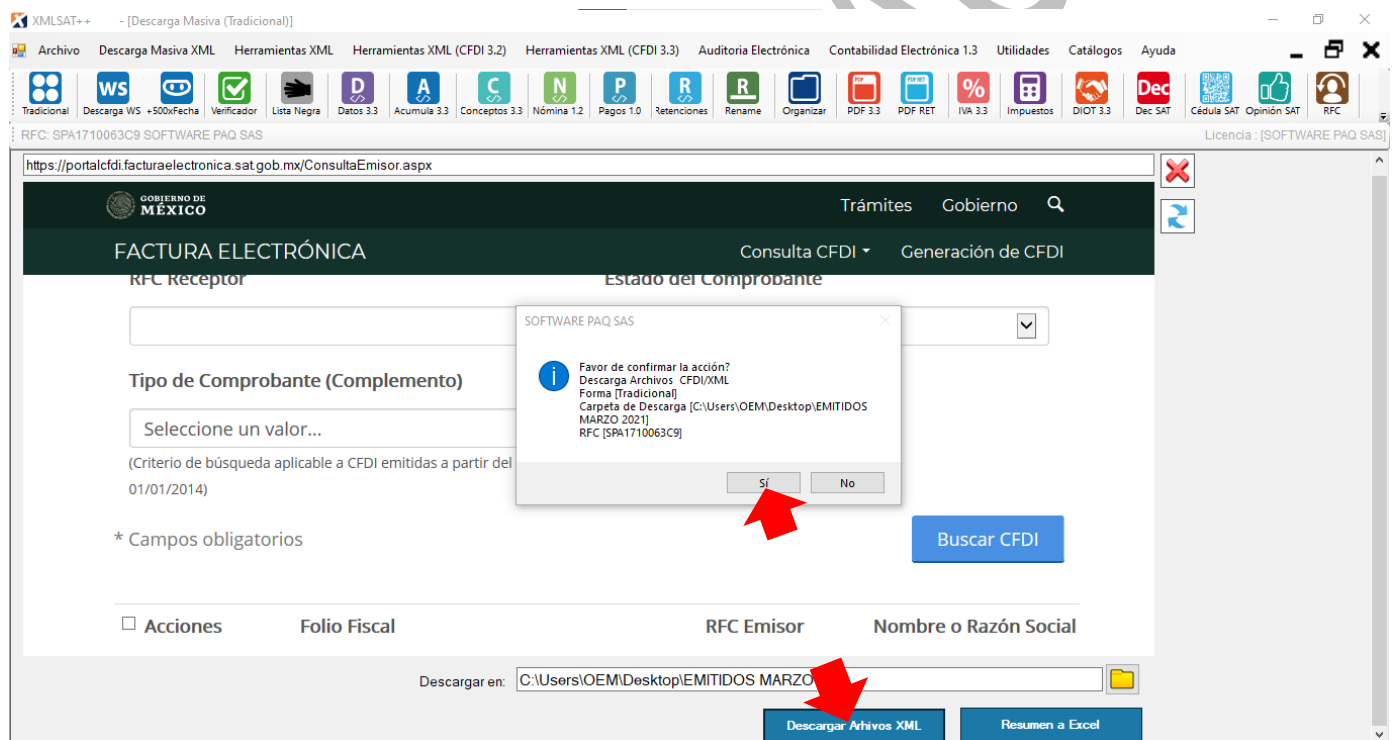 XMLSAT++ - [Descarga Masiva (Tradicional)]
Archivo Descarga Masiva XML Herramientas XML Herramientas XML (CFDI 3.2) Herramientas XML (CFDI 3.3) Auditoria Electrónica Contabilidad Electrónica 1.3 Utilidades Catálogos Ayuda
WS D A C N P R R PDF PDF RET % Dec
Tradicional Descarga WS +500xFecha Verificador Lista Negra Datos 3.3 Acumula 3.3 Conceptos 3.3 Nómina 1.2 Pagos 1.0 Retenciones Rename Organizar PDF 3.3 PDF RET IVA 3.3 Impuestos DIOT 3.3 Dec SAT Cédula SAT Opinión SAT RFC
RFC: SPA1710063C9 SOFTWARE PAQ SAS Licencia : [SOFTWARE PAQ SAS]
https://portalcfdi.facturaelectronica.sat.gob.mx/ConsultaEmisor.aspx
GOBIERNO DE
MÉXICO
Trámites Gobierno
FACTURA ELECTRÓNICA Consulta CFDI Generación de CFDI
RFC Receptor Estado del Comprobante
SOFTWARE PAQ SAS
Favor de confirmar la acción?
Descarga Archivos CFDI/XML
Forma [Tradicional]
Carpeta de Descarga [C:\Users\OEM\Desktop\EMITIDOS
MARZO 2021]
RFC [SPA1710063C9]
Sí No
Tipo de Comprobante (Complemento)
Seleccione un valor...
(Criterio de búsqueda aplicable a CFDI emitidas a partir del
01/01/2014)
* Campos obligatorios Buscar CFDI
Acciones Folio Fiscal RFC Emisor Nombre o Razón Social
Descargar en: C:\Users\OEM\Desktop\EMITIDOS MARZO
Descargar Arhivos XML Resumen a Excel